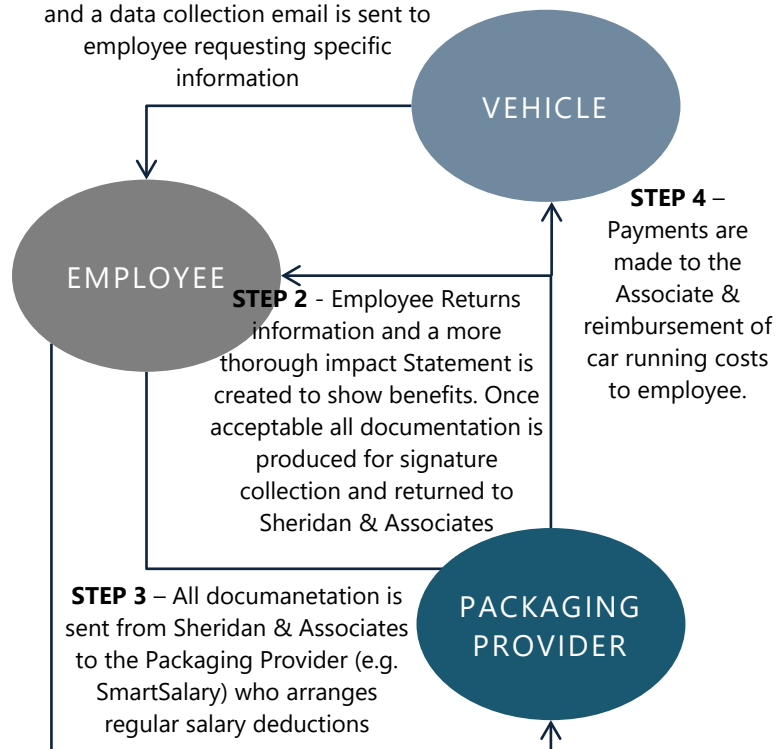 and a data collection email is sent to
employee requesting specific
information
VEHICLE
STEP 4 –
Payments are
made to the
Associate &
reimbursement of
car running costs
to employee.
EMPLOYEE
STEP 2 - Employee Returns
information and a more
thorough impact Statement is
created to show benefits. Once
acceptable all documentation is
produced for signature
collection and returned to
Sheridan & Associates
STEP 3 – All documanetation is
sent from Sheridan & Associates
to the Packaging Provider (e.g.
SmartSalary) who arranges
regular salary deductions
PACKAGING
PROVIDER